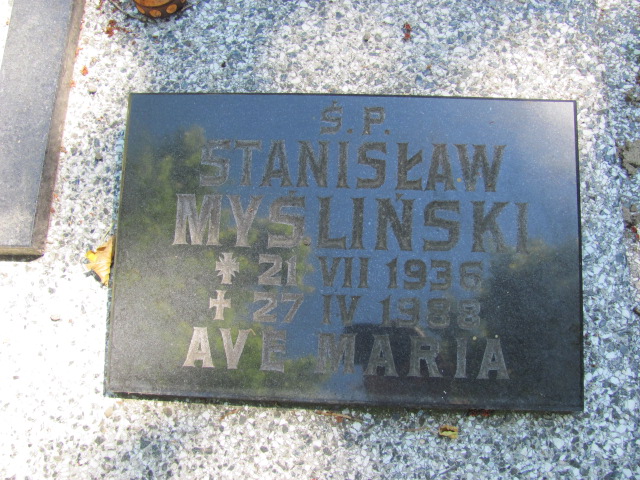 Ś.P.
STANISŁAW
MYŚLIŃSKI
* 21 VII 1936
✝ 27 IV 1988
AVE MARIA